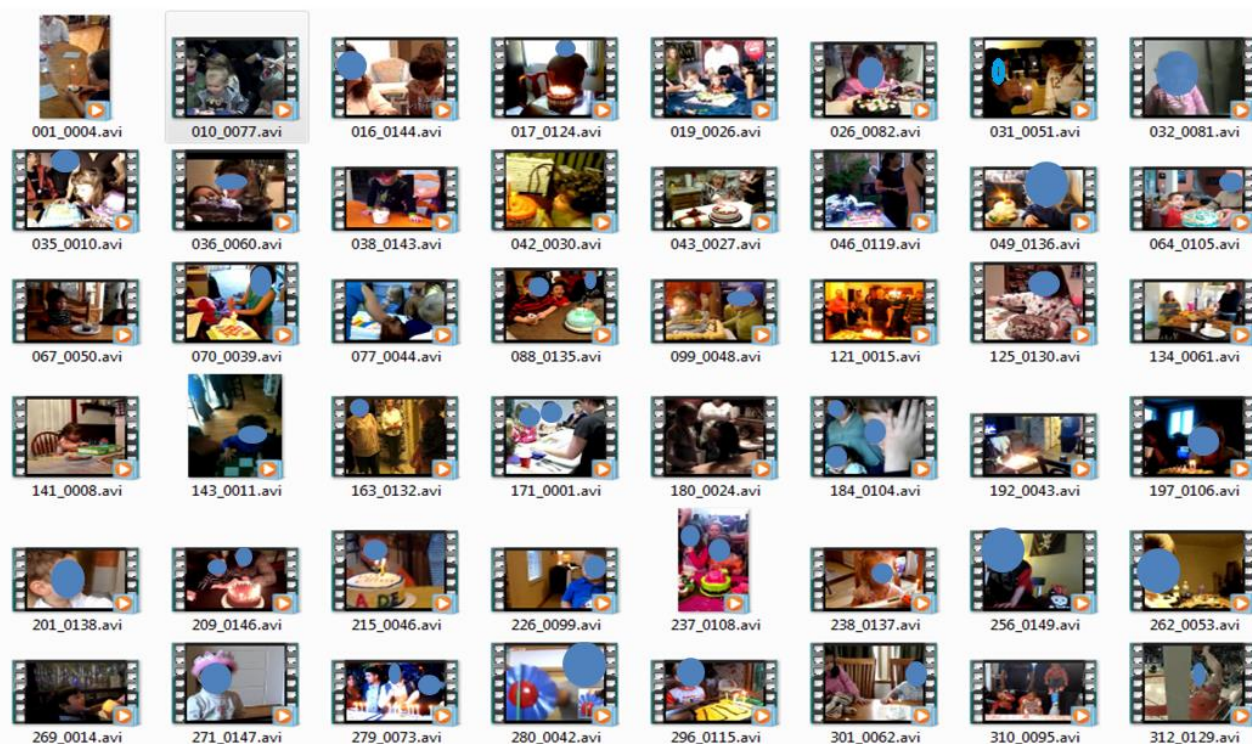 001_0004.avi 010_0077.avi 016_0144.avi 017_0124.avi 019_0026.avi 026_0082.avi 031_0051.avi 032_0081.avi
035_0010.avi 036_0060.avi 038_0143.avi 042_0030.avi 043_0027.avi 046_0119.avi 049_0136.avi 064_0105.avi
067_0050.avi 070_0039.avi 077_0044.avi 088_0135.avi 099_0048.avi 121_0015.avi 125_0130.avi 134_0061.avi
141_0008.avi 143_0011.avi 163_0132.avi 171_0001.avi 180_0024.avi 184_0104.avi 192_0043.avi 197_0106.avi
201_0138.avi 209_0146.avi 215_0046.avi 226_0099.avi 237_0108.avi 238_0137.avi 256_0149.avi 262_0053.avi
269_0014.avi 271_0147.avi 279_0073.avi 280_0042.avi 296_0115.avi 301_0062.avi 310_0095.avi 312_0129.avi